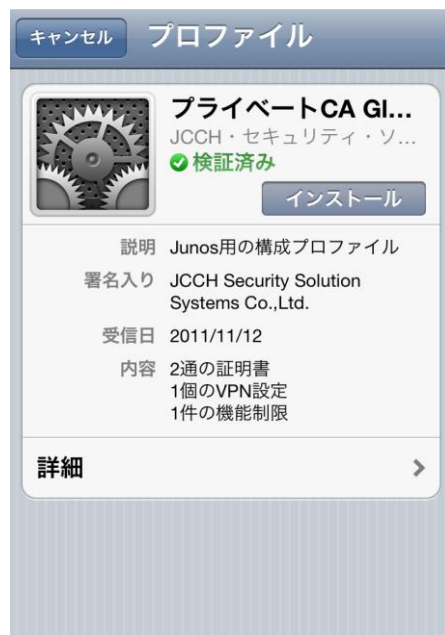 キャンセル
プロファイル
プライベートCA Gl...
JCCH・セキュリティ・ソ...
検証済み
インストール
説明 Junos用の構成プロファイル
署名入り JCCH Security Solution
Systems Co.,Ltd.
受信日 2011/11/12
内容 2通の証明書
1個のVPN設定
1件の機能制限
詳細